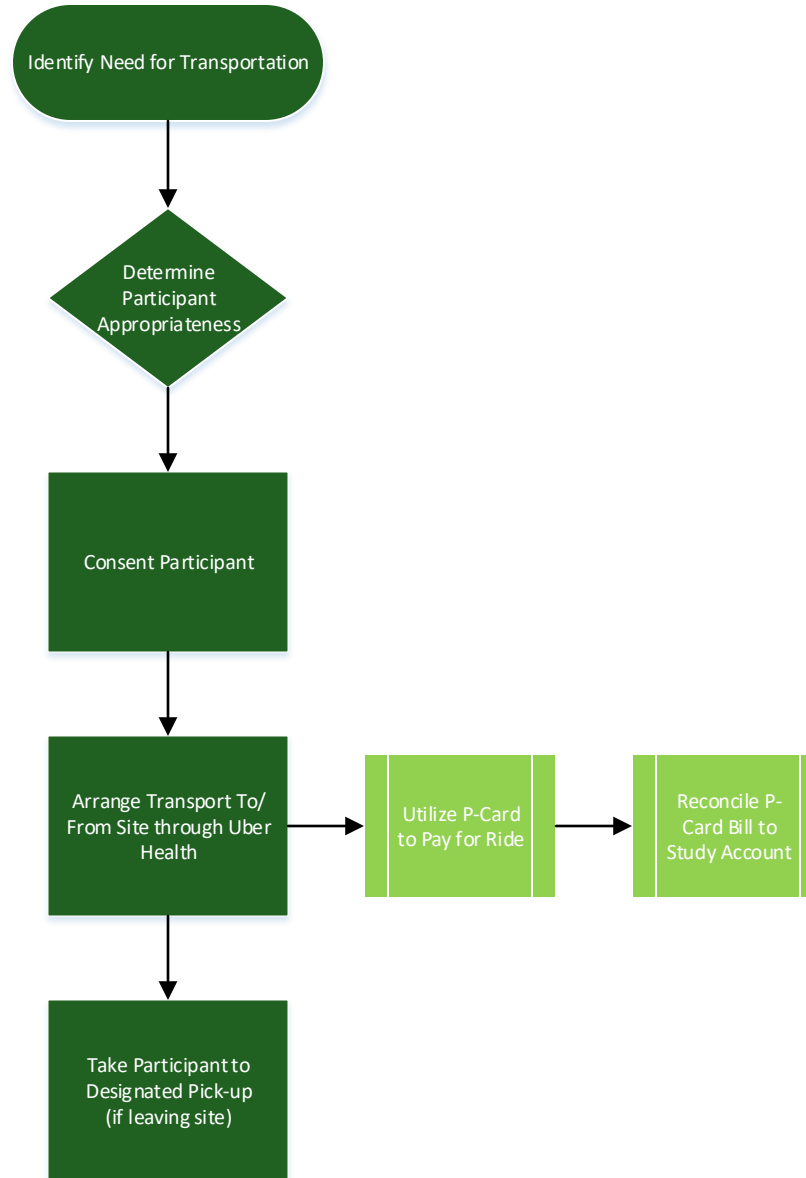 Identify Need for Transportation
Determine
Participant
Appropriateness
Consent Participant
Arrange Transport To/
From Site through Uber
Health
Utilize P-Card
to Pay for Ride
Reconcile P-
Card Bill to
Study Account
Take Participant to
Designated Pick-up
(if leaving site)